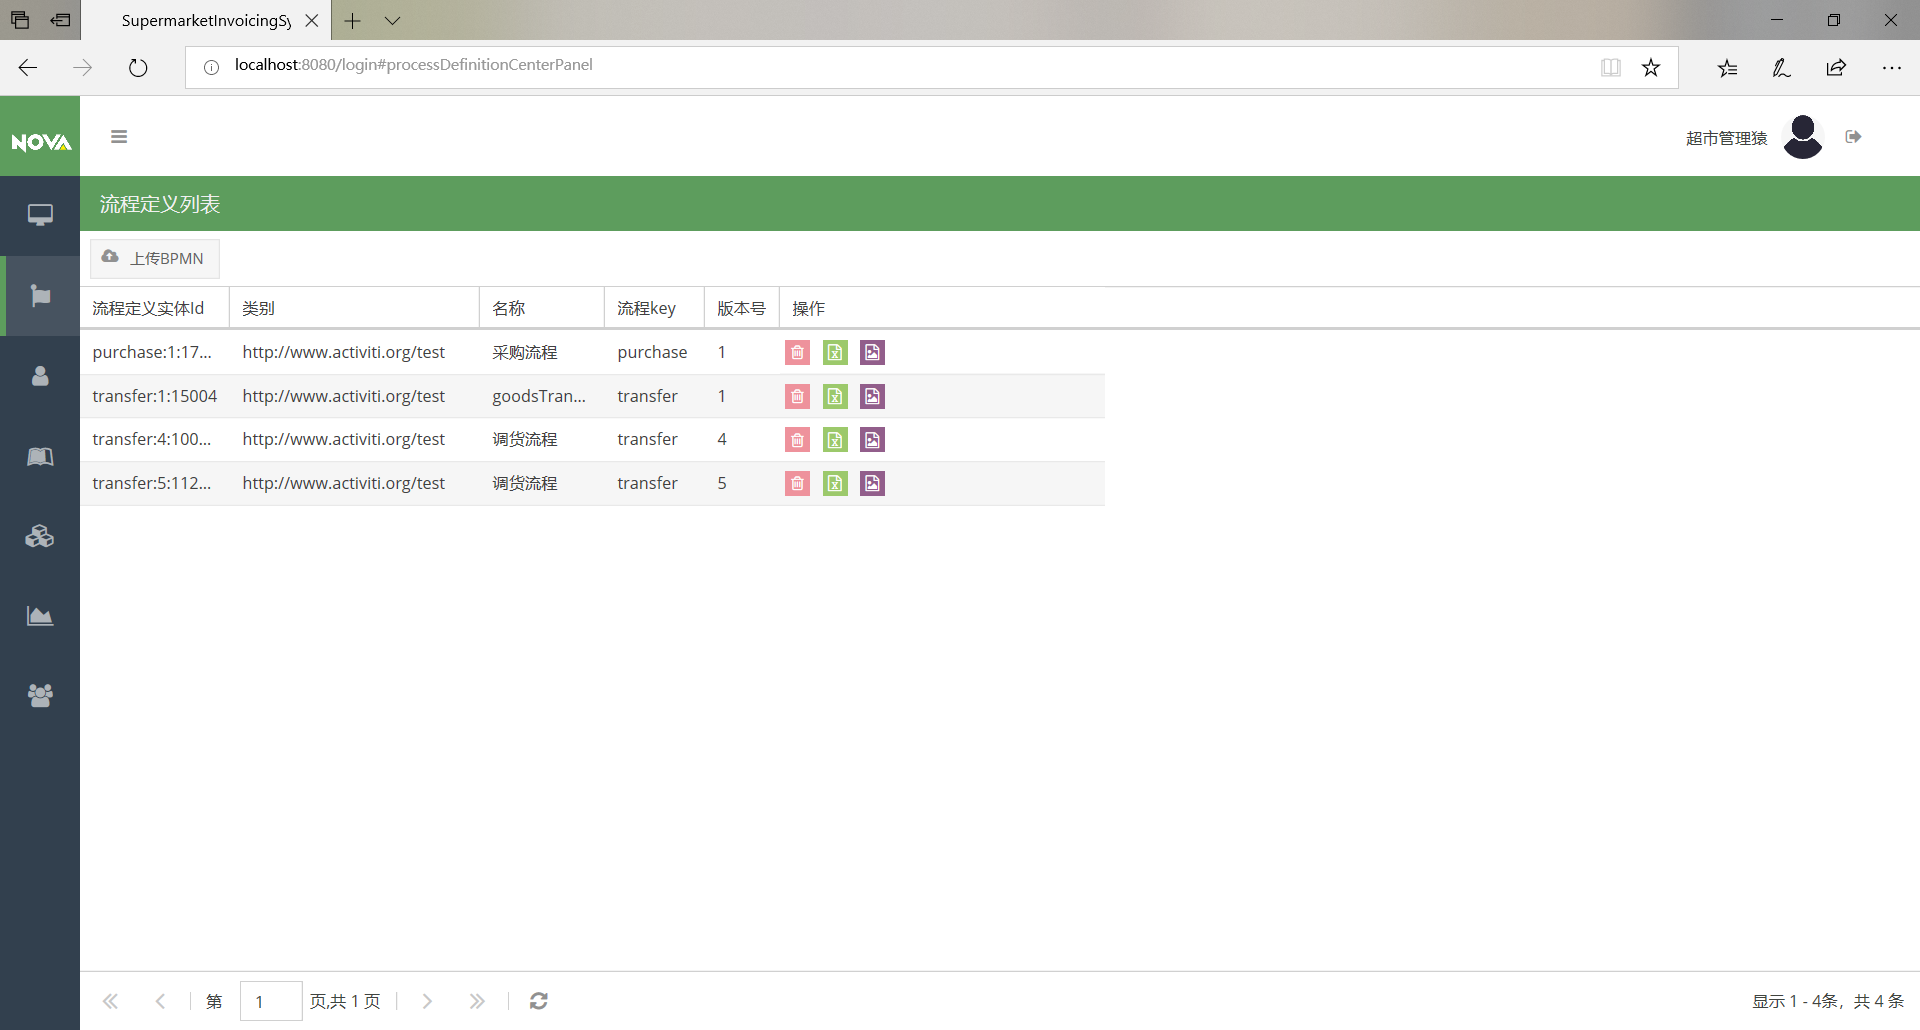 SupermarketInvoicingSy
localhost:8080/login#processDefinitionCenterPanel
NOVA
超市管理猿
流程定义列表
上传BPMN
流程定义实体Id 类别 名称 流程key 版本号 操作
purchase:1:17... http://www.activiti.org/test 采购流程 purchase 1
transfer:1:15004 http://www.activiti.org/test goodsTran... transfer 1
transfer:4:100... http://www.activiti.org/test 调货流程 transfer 4
transfer:5:112... http://www.activiti.org/test 调货流程 transfer 5
第 1 页,共 1 页
显示 1 - 4条，共 4 条